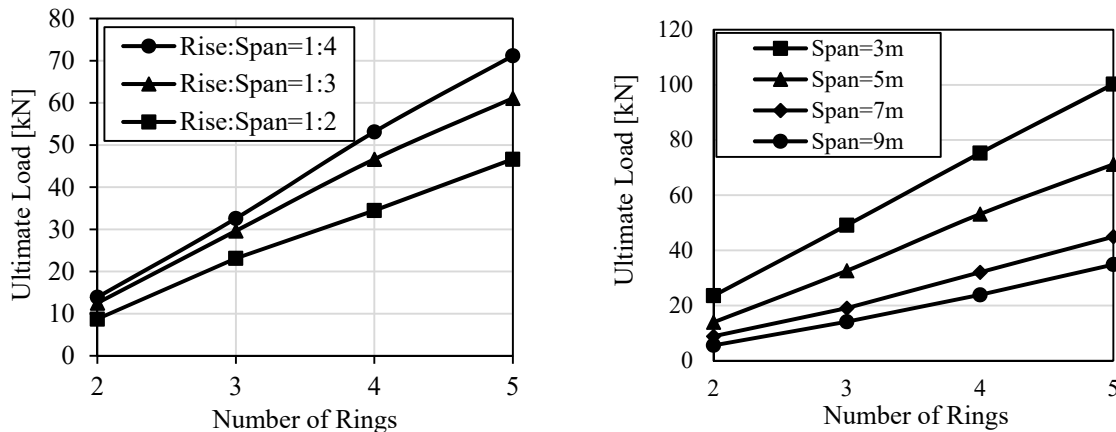 Ultimate Load [kN]
80
70
60
50
40
30
20
10
0
Rise:Span=1:4
Rise:Span=1:3
Rise:Span=1:2
2 3 4 5
Number of Rings
Ultimate Load [kN]
120
100
80
60
40
20
0
Span=3m
Span=5m
Span=7m
Span=9m
2 3 4 5
Number of Rings